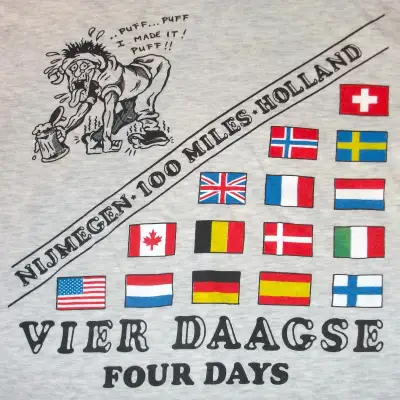 ..PUFF...PUFF
I MADE IT!
PUFF!!
NIJMEGEN·100 MILES·HOLLAND
VIER DAAGSE
FOUR DAYS